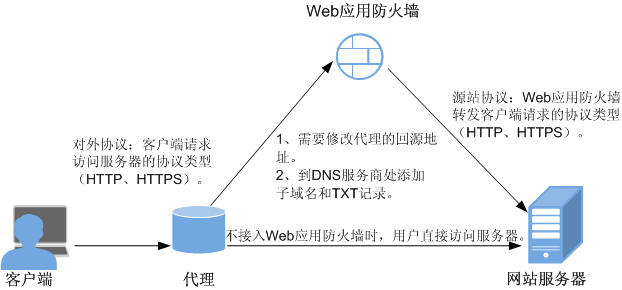 Web应用防火墙
源站协议：Web应用防火墙
转发客户端请求的协议类型
（HTTP、HTTPS）。
对外协议：客户端请求
访问服务器的协议类型
（HTTP、HTTPS）。
1、需要修改代理的回源地
址。
2、到DNS服务商处添加
子域名和TXT记录。
不接入Web应用防火墙时，用户直接访问服务器。
客户端
代理
网站服务器